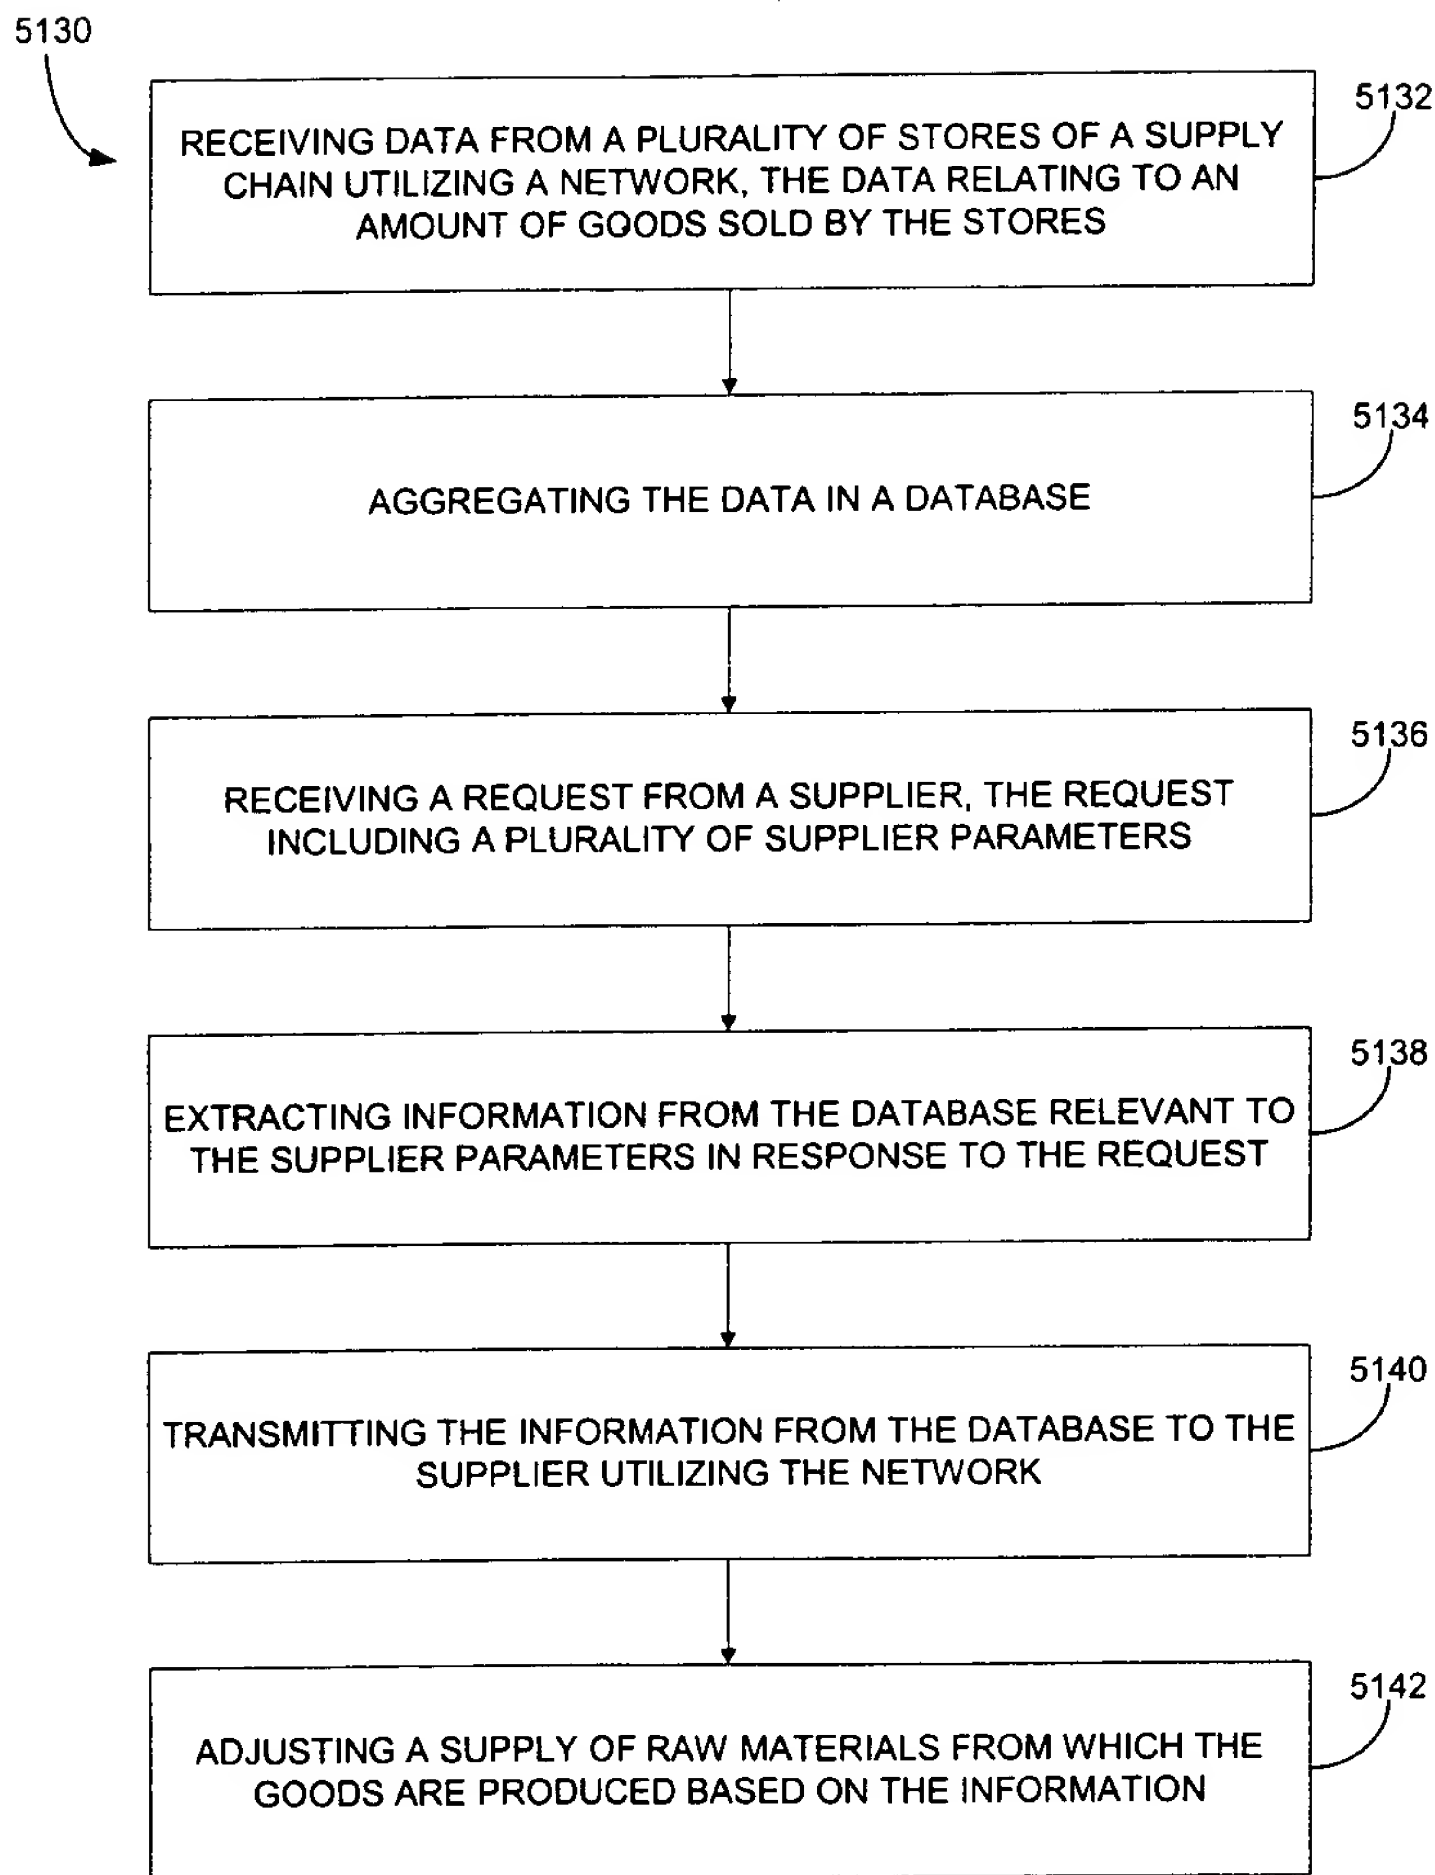 5130
5132
RECEIVING DATA FROM A PLURALITY OF STORES OF A SUPPLY
CHAIN UTILIZING A NETWORK, THE DATA RELATING TO AN
AMOUNT OF GOODS SOLD BY THE STORES
5134
AGGREGATING THE DATA IN A DATABASE
5136
RECEIVING A REQUEST FROM A SUPPLIER, THE REQUEST
INCLUDING A PLURALITY OF SUPPLIER PARAMETERS
5138
EXTRACTING INFORMATION FROM THE DATABASE RELEVANT TO
THE SUPPLIER PARAMETERS IN RESPONSE TO THE REQUEST
5140
TRANSMITTING THE INFORMATION FROM THE DATABASE TO THE
SUPPLIER UTILIZING THE NETWORK
5142
ADJUSTING A SUPPLY OF RAW MATERIALS FROM WHICH THE
GOODS ARE PRODUCED BASED ON THE INFORMATION